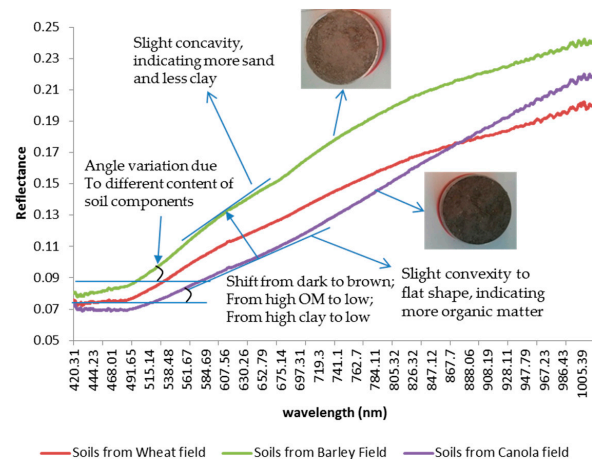 0.25
0.23
0.21
0.19
0.17
0.15
0.13
0.11
0.09
0.07
0.05
Reflectance
Slight concavity,
indicating more sand
and less clay
Angle variation due
To different content of
soil components
Shift from dark to brown;
From high OM to low;
From high clay to low
Slight convexity to
flat shape, indicating
more organic matter
420.31
444.23
468.01
491.65
515.14
538.48
561.67
584.69
607.56
630.26
652.79
675.14
697.31
719.3
741.1
762.7
784.11
805.32
826.32
847.12
867.7
888.06
908.19
928.11
947.79
967.23
986.43
1005.39
wavelength (nm)
Soils from Wheat field
Soils from Barley Field
Soils from Canola field